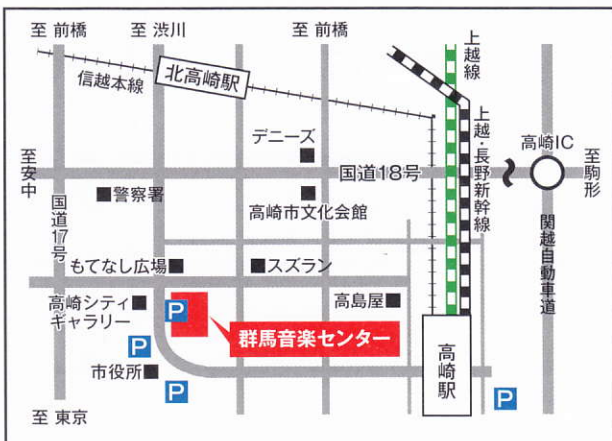 至 前橋
至 渋川
至 前橋
上越線
北高崎駅
信越本線
上越・長野新幹線
高崎IC
デニーズ
至安中
国道18号
至駒形
警察署
国道17号
高崎市文化会館
関越自動車道
もてなし広場
スズラン
高崎シティ
ギャラリー
P
高島屋
群馬音楽センター
P
高崎駅
市役所
P
P
至 東京